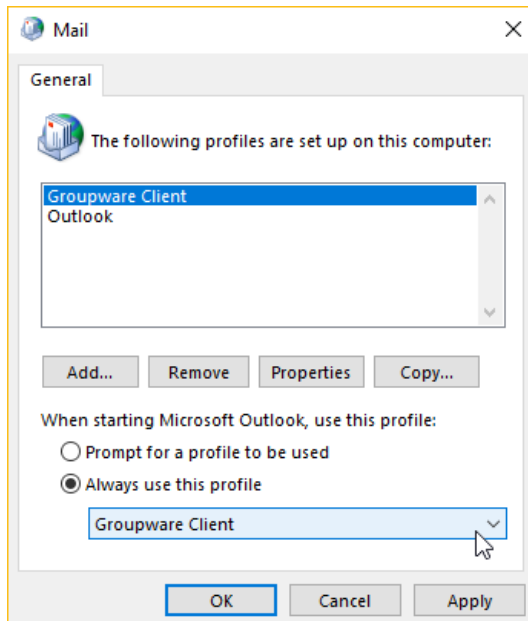 Mail
General
The following profiles are set up on this computer:
Groupware Client
Outlook
Add... Remove Properties Copy...
When starting Microsoft Outlook, use this profile:
Prompt for a profile to be used
Always use this profile
Groupware Client
OK Cancel Apply